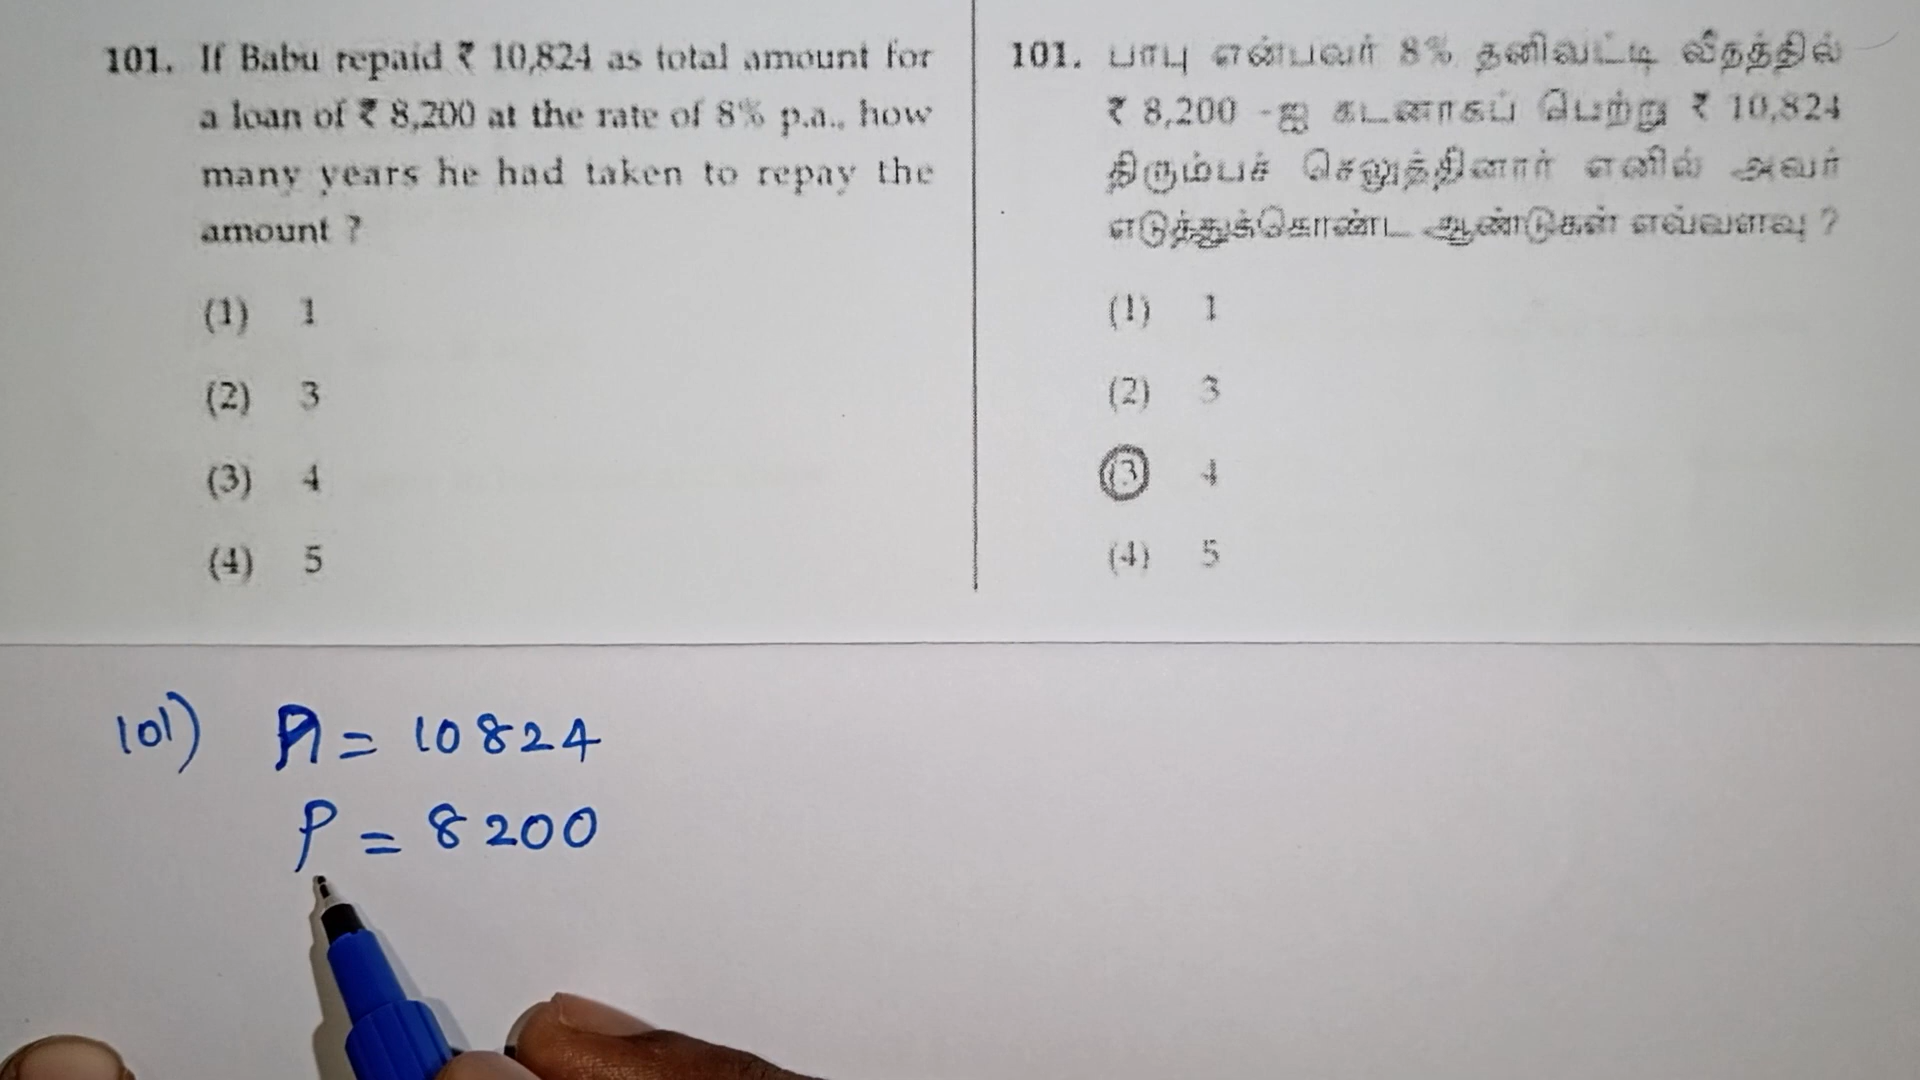 101. If Babu repaid ₹ 10,824 as total amount for
a loan of ₹ 8,200 at the rate of 8% p.a., how
many years he had taken to repay the
amount ?
(1) 1
(2) 3
(3) 4
(4) 5
101. பாபு என்பவர் 8% தனிவட்டி வீதத்தில்
₹ 8,200 -ஐ கடனாகப் பெற்று ₹ 10,824
திரும்பச் செலுத்தினார் எனில் அவர்
எடுத்துக்கொண்ட ஆண்டுகள் எவ்வளவு ?
(1) 1
(2) 3
(3) 4
(4) 5
101) A = 10824
P = 8200